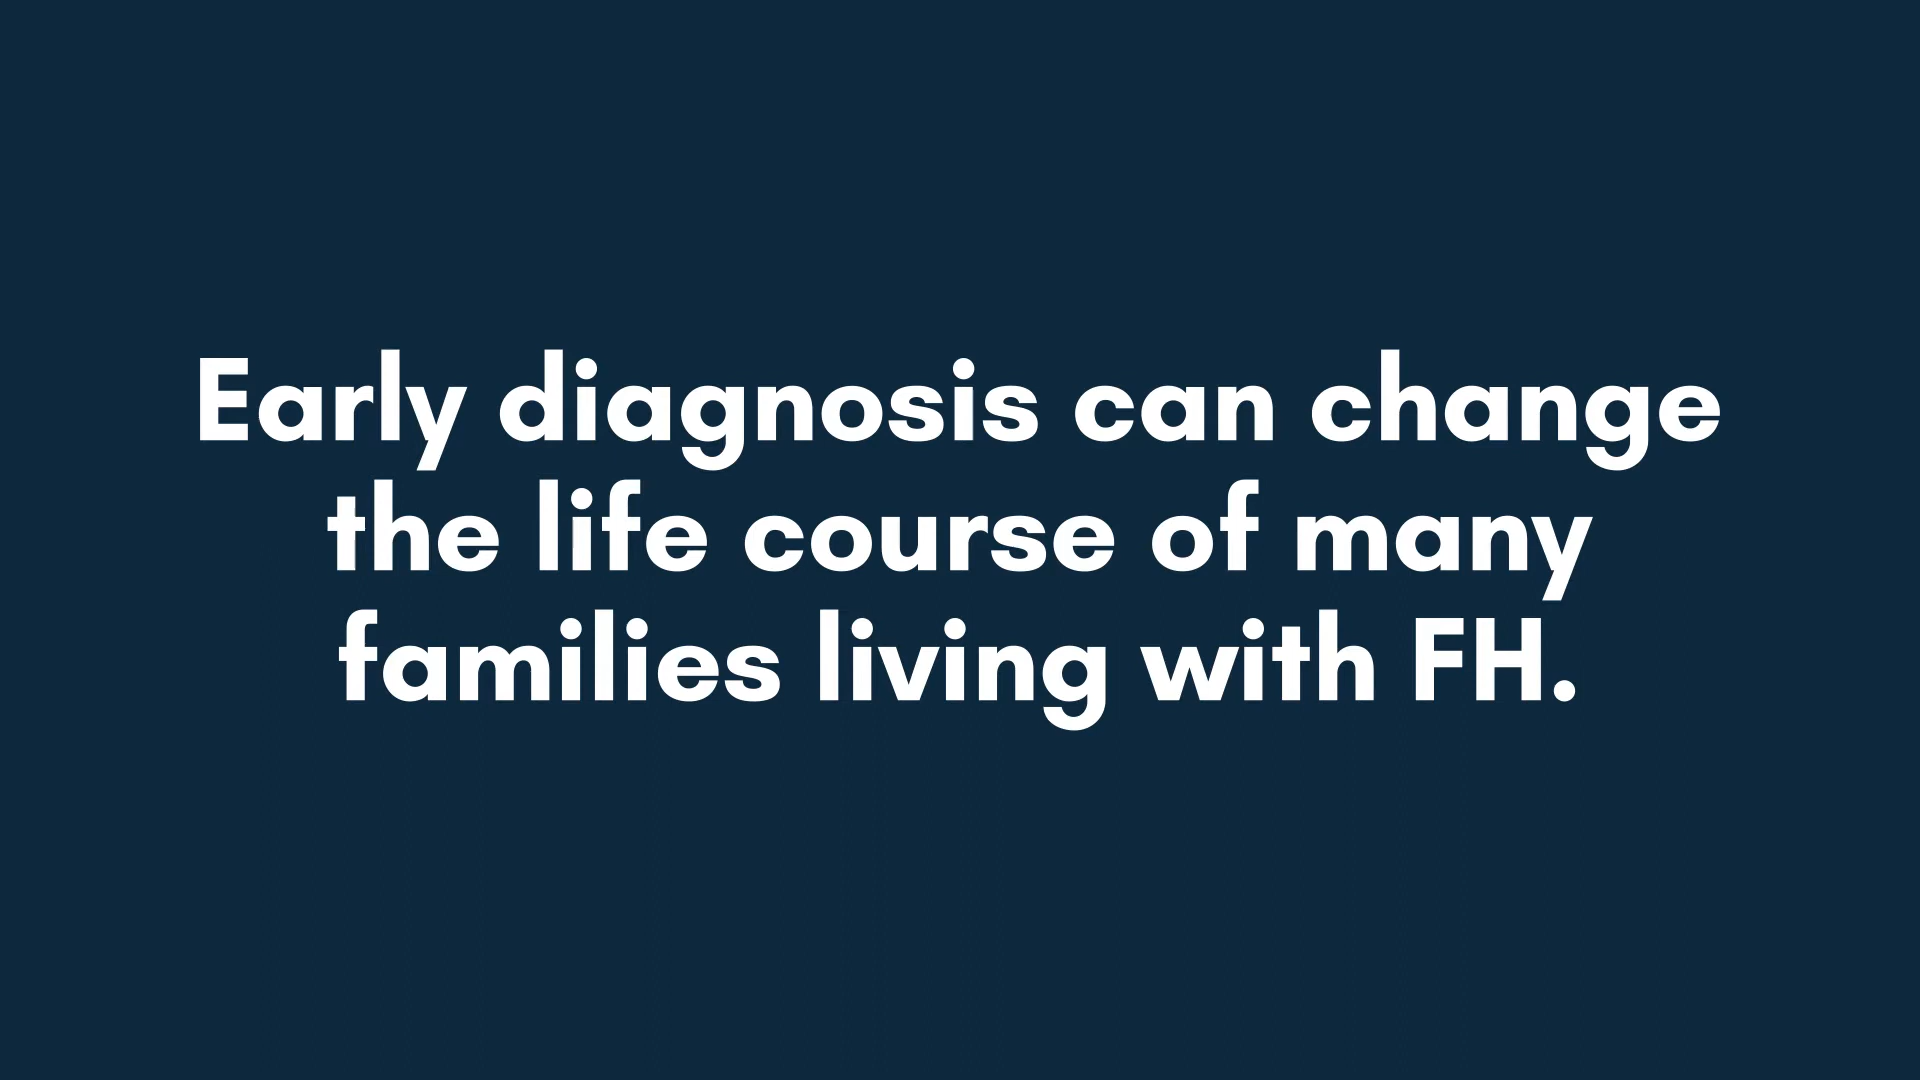 Early diagnosis can change
the life course of many
families living with FH.